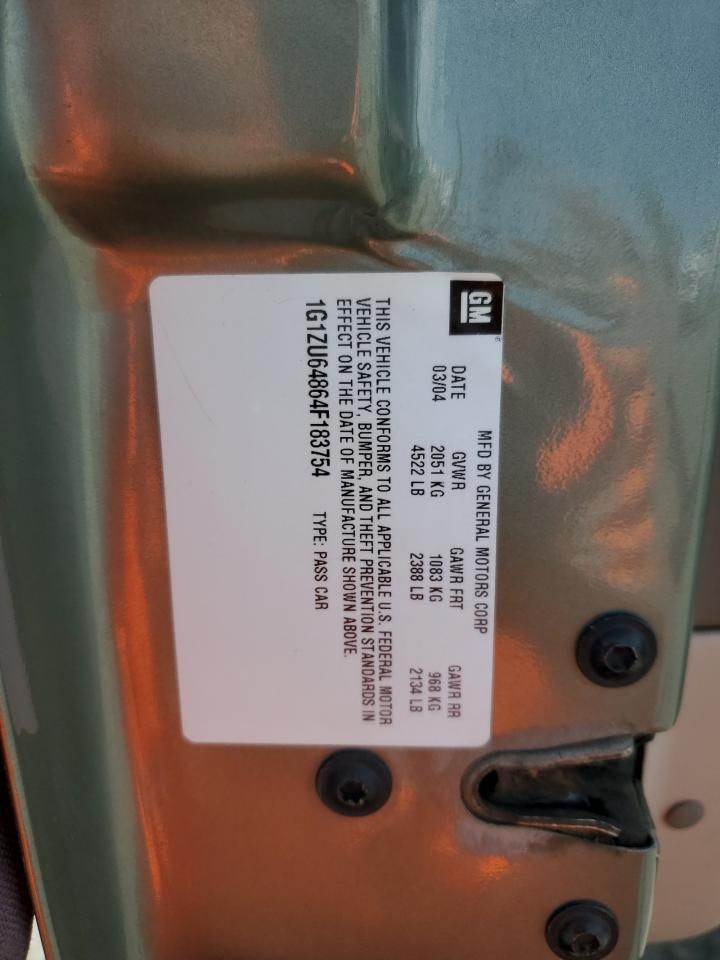 GM
MFD BY GENERAL MOTORS CORP
DATE GVWR GAWR FRT GAWR RR
03/04 2051 KG 1083 KG 968 KG
4522 LB 2388 LB 2134 LB
THIS VEHICLE CONFORMS TO ALL APPLICABLE U.S. FEDERAL MOTOR
VEHICLE SAFETY, BUMPER, AND THEFT PREVENTION STANDARDS IN
EFFECT ON THE DATE OF MANUFACTURE SHOWN ABOVE.
1G1ZU64864F183754 TYPE: PASS CAR